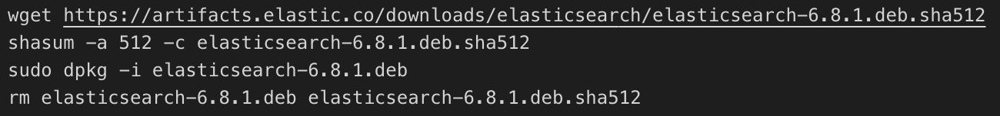 wget https://artifacts.elastic.co/downloads/elasticsearch/elasticsearch-6.8.1.deb.sha512
shasum -a 512 -c elasticsearch-6.8.1.deb.sha512
sudo dpkg -i elasticsearch-6.8.1.deb
rm elasticsearch-6.8.1.deb elasticsearch-6.8.1.deb.sha512